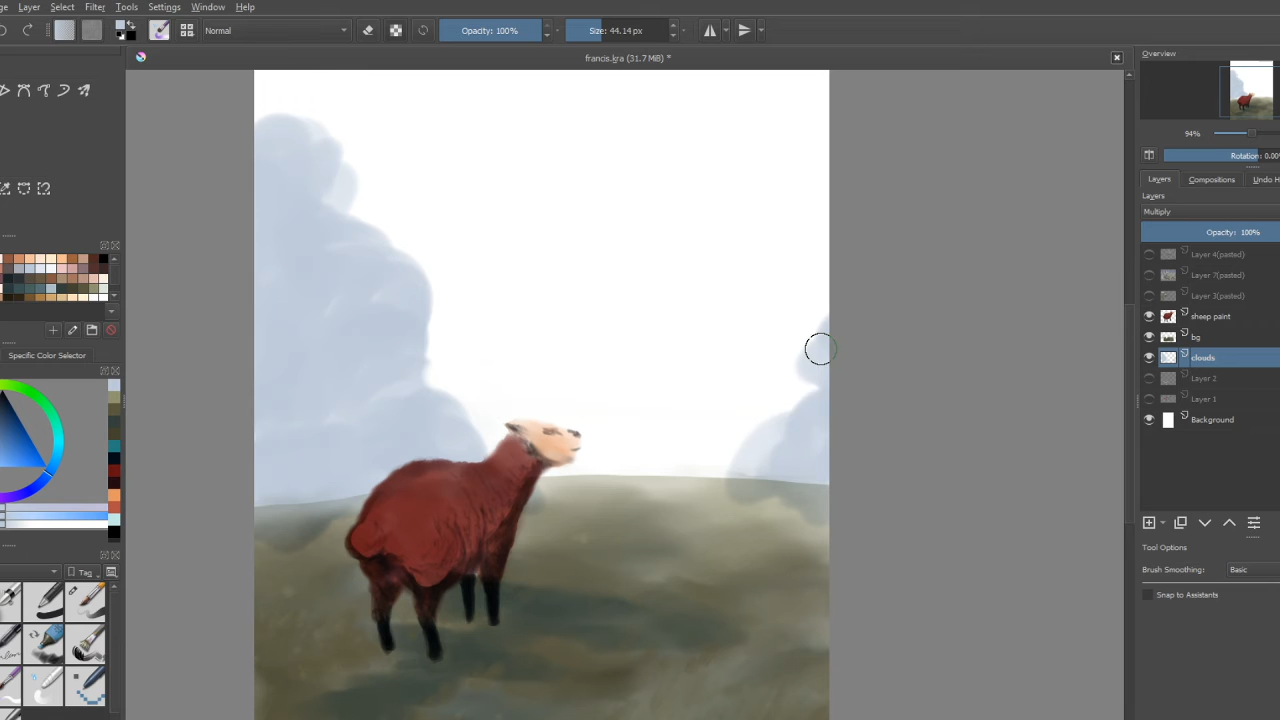 Layer Select Filter Tools Settings Window Help
Normal Opacity: 100% Size: 44.14 px
francis.kra (31.7 MiB) *
Overview
94%
Rotation: 0.00
Layers Compositions Undo H
Layers
Multiply
Opacity: 100%
Layer 4(pasted)
Layer 7(pasted)
Layer 3(pasted)
sheep paint
bg
clouds
Layer 2
Layer 1
Background
Specific Color Selector
Tool Options
Brush Smoothing: Basic
Snap to Assistants
Tag